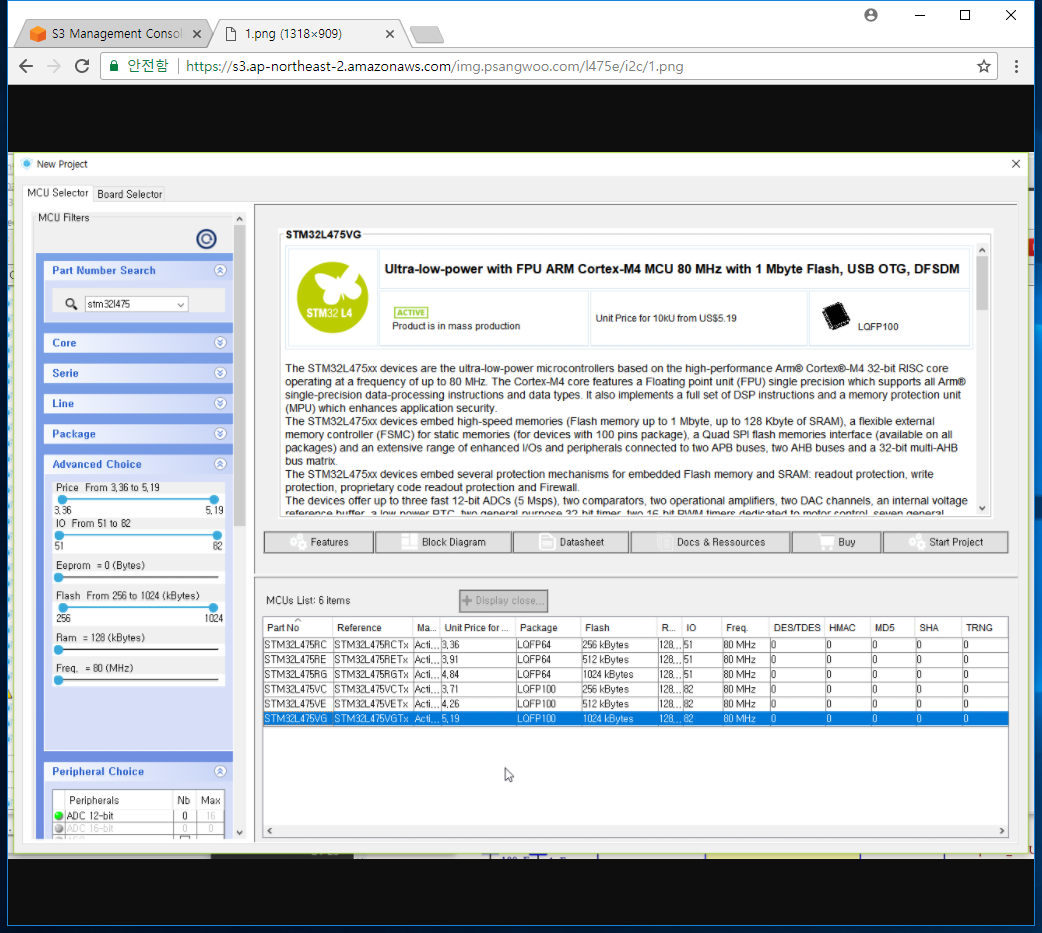 S3 Management Consol
1.png (1318×909)
안전함
https://s3.ap-northeast-2.amazonaws.com/img.psangwoo.com/l475e/i2c/1.png
New Project
MCU Selector
Board Selector
MCU Filters
Part Number Search
stm32l475
Core
Serie
Line
Package
Advanced Choice
Price From 3,36 to 5,19
3,36 5,19
IO From 51 to 82
51 82
Eeprom = 0 (Bytes)
Flash From 256 to 1024 (kBytes)
256 1024
Ram = 128 (kBytes)
Freq. = 80 (MHz)
Peripheral Choice
Peripherals Nb Max
ADC 12-bit 0 16
ADC 16-bit 0 0
STM32L475VG
STM32 L4
Ultra-low-power with FPU ARM Cortex-M4 MCU 80 MHz with 1 Mbyte Flash, USB OTG, DFSDM
ACTIVE
Product is in mass production
Unit Price for 10kU from US$5.19
LQFP100
The STM32L475xx devices are the ultra-low-power microcontrollers based on the high-performance Arm® Cortex®-M4 32-bit RISC core
operating at a frequency of up to 80 MHz. The Cortex-M4 core features a Floating point unit (FPU) single precision which supports all Arm®
single-precision data-processing instructions and data types. It also implements a full set of DSP instructions and a memory protection unit
(MPU) which enhances application security.
The STM32L475xx devices embed high-speed memories (Flash memory up to 1 Mbyte, up to 128 Kbyte of SRAM), a flexible external
memory controller (FSMC) for static memories (for devices with 100 pins package), a Quad SPI flash memories interface (available on all
packages) and an extensive range of enhanced I/Os and peripherals connected to two APB buses, two AHB buses and a 32-bit multi-AHB
bus matrix.
The STM32L475xx devices embed several protection mechanisms for embedded Flash memory and SRAM: readout protection, write
protection, proprietary code readout protection and Firewall.
The devices offer up to three fast 12-bit ADCs (5 Msps), two comparators, two operational amplifiers, two DAC channels, an internal voltage
reference buffer, a low power RTC, two general purpose 32-bit timer, two 16-bit PWM timers dedicated to motor control, seven general
Features
Block Diagram
Datasheet
Docs & Ressources
Buy
Start Project
MCUs List: 6 items
+ Display close...
Part No Reference Ma... Unit Price for ... Package Flash R... IO Freq. DES/TDES HMAC MD5 SHA TRNG
STM32L475RC STM32L475RCTx Acti... 3,36 LQFP64 256 kBytes 128... 51 80 MHz 0 0 0 0 0
STM32L475RE STM32L475RETx Acti... 3,91 LQFP64 512 kBytes 128... 51 80 MHz 0 0 0 0 0
STM32L475RG STM32L475RGTx Acti... 4,84 LQFP64 1024 kBytes 128... 51 80 MHz 0 0 0 0 0
STM32L475VC STM32L475VCTx Acti... 3,71 LQFP100 256 kBytes 128... 82 80 MHz 0 0 0 0 0
STM32L475VE STM32L475VETx Acti... 4,26 LQFP100 512 kBytes 128... 82 80 MHz 0 0 0 0 0
STM32L475VG STM32L475VGTx Acti... 5,19 LQFP100 1024 kBytes 128... 82 80 MHz 0 0 0 0 0